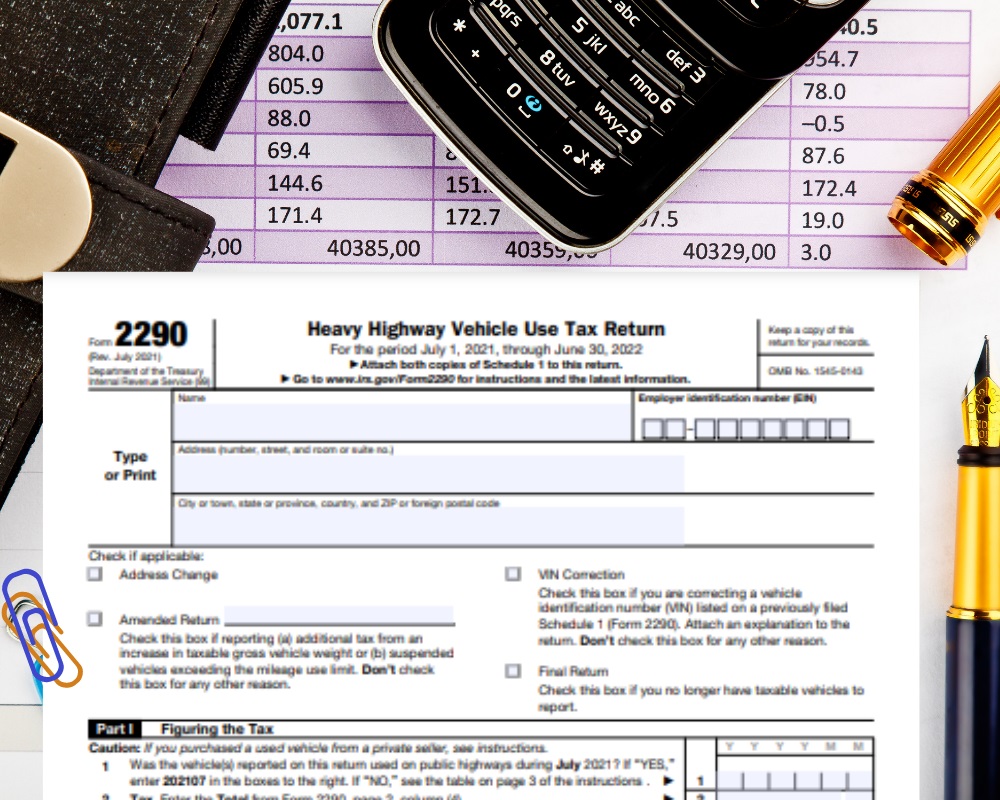 ,077.1
40.5
804.0
954.7
605.9
78.0
88.0
–0.5
69.4
8
87.6
144.6
151.
172.4
171.4
172.7
7.5
19.0
,00
40385,00
40359,00
40329,00
3.0
pqrs
abc
*
5 jkl
def 3
+
8 tuv
mno 6
0
wxyz 9
#
Form 2290
(Rev. July 2021)
Department of the Treasury
Internal Revenue Service (99)
Heavy Highway Vehicle Use Tax Return
For the period July 1, 2021, through June 30, 2022
▶ Attach both copies of Schedule 1 to this return.
▶ Go to www.irs.gov/Form2290 for instructions and the latest information.
Keep a copy of this
return for your records.
OMB No. 1545-0143
Type
or Print
Name
Employer identification number (EIN)
–
Address (number, street, and room or suite no.)
City or town, state or province, country, and ZIP or foreign postal code
Check if applicable:
Address Change
Amended Return
Check this box if reporting (a) additional tax from an
increase in taxable gross vehicle weight or (b) suspended
vehicles exceeding the mileage use limit. Don't check
this box for any other reason.
VIN Correction
Check this box if you are correcting a vehicle
identification number (VIN) listed on a previously filed
Schedule 1 (Form 2290). Attach an explanation to the
return. Don't check this box for any other reason.
Final Return
Check this box if you no longer have taxable vehicles to
report.
Part I Figuring the Tax
Caution: If you purchased a used vehicle from a private seller, see instructions.
Y Y Y Y M M
1 Was the vehicle(s) reported on this return used on public highways during July 2021? If "YES,"
enter 202107 in the boxes to the right. If "NO," see the table on page 3 of the instructions . ▶ 1
2 Tax. Enter the Total from Form 2290, page 2, column (4) ▶ 2